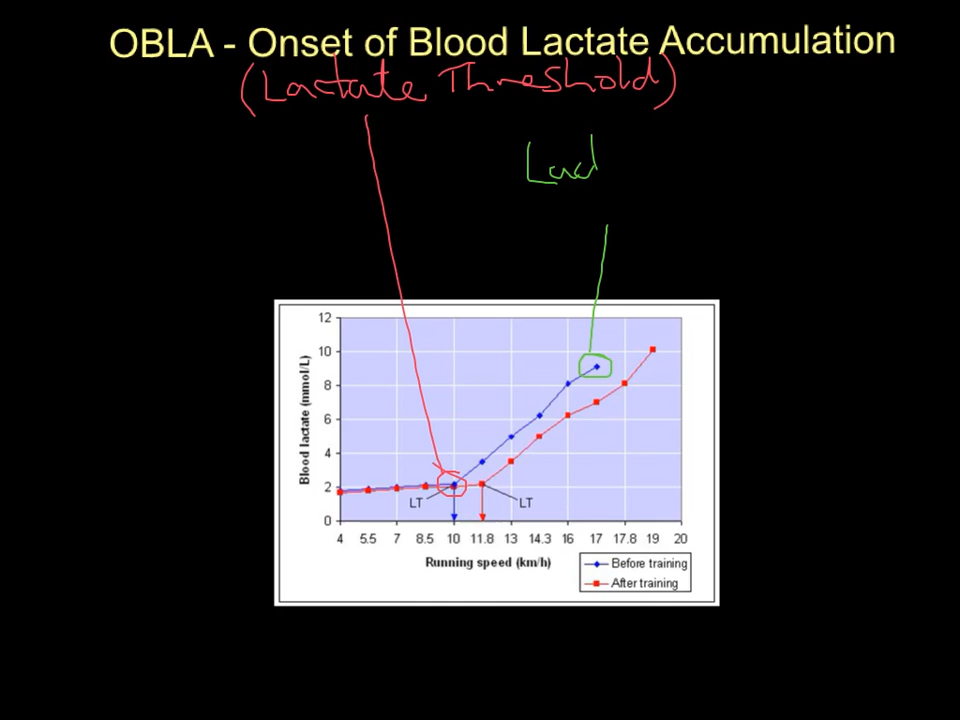 OBLA - Onset of Blood Lactate Accumulation
(Lactate Threshold)
12
10
8
6
4
2
0
Blood lactate (mmol/L)
LT
LT
4 5.5 7 8.5 10 11.8 13 14.3 16 17 17.8 19 20
Running speed (km/h)
Before training
After training